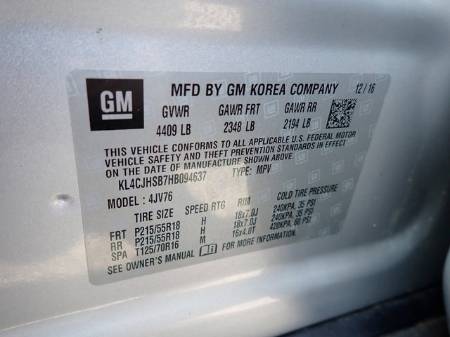 GM
MFD BY GM KOREA COMPANY 12/16
GVWR GAWR FRT GAWR RR
4409 LB 2348 LB 2194 LB
THIS VEHICLE CONFORMS TO ALL APPLICABLE U.S. FEDERAL MOTOR
VEHICLE SAFETY AND THEFT PREVENTION STANDARDS IN EFFECT
ON THE DATE OF MANUFACTURE SHOWN ABOVE.
KL4CJHSB7HB094637 TYPE: MPV
MODEL: 4JV76
TIRE SIZE SPEED RTG RIM COLD TIRE PRESSURE
FRT P215/55R18 H 18x7.0J 240KPA, 35 PSI
RR P215/55R18 H 18x7.0J 240KPA, 35 PSI
SPA T125/70R16 M 16x4.0T 420KPA, 60 PSI
SEE OWNER'S MANUAL FOR MORE INFORMATION.